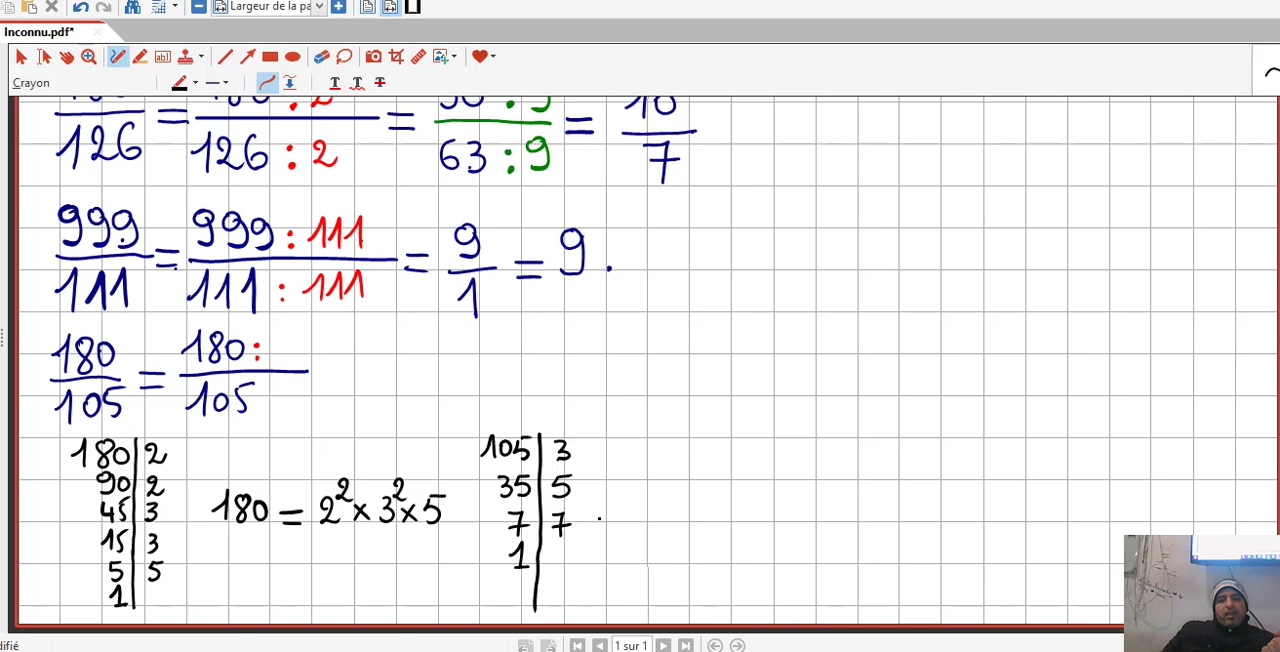 Largeur de la pa
Inconnu.pdf*
Crayon
126 = 126 : 2 = 63 : 9 = 10/7
999/111 = 999 : 111/111 : 111 = 9/1 = 9.
180/105 = 180 :/105
180 | 2
90 | 2
45 | 3
15 | 3
5 | 5
1
180 = 2² × 3² × 5
105 | 3
35 | 5
7 | 7
1
difié
1 sur 1